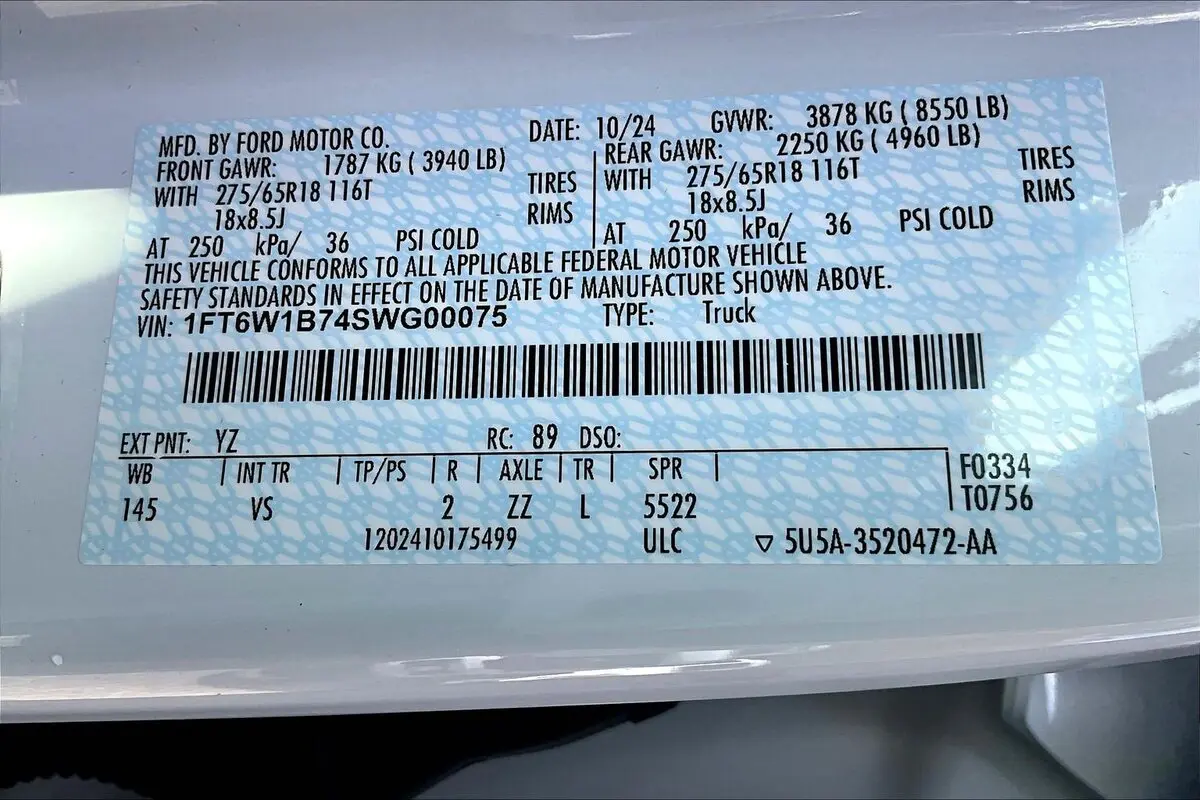 MFD. BY FORD MOTOR CO. DATE: 10/24 GVWR: 3878 KG ( 8550 LB)
FRONT GAWR: 1787 KG ( 3940 LB) REAR GAWR: 2250 KG ( 4960 LB)
WITH 275/65R18 116T TIRES WITH 275/65R18 116T TIRES
18x8.5J RIMS 18x8.5J RIMS
AT 250 kPa/ 36 PSI COLD AT 250 kPa/ 36 PSI COLD
THIS VEHICLE CONFORMS TO ALL APPLICABLE FEDERAL MOTOR VEHICLE
SAFETY STANDARDS IN EFFECT ON THE DATE OF MANUFACTURE SHOWN ABOVE.
VIN: 1FT6W1B74SWG00075 TYPE: Truck
EXT PNT: YZ RC: 89 DSO:
WB INT TR TP/PS R AXLE TR SPR F0334
145 VS 2 ZZ L 5522 T0756
1202410175499 ULC ▽ 5U5A-3520472-AA